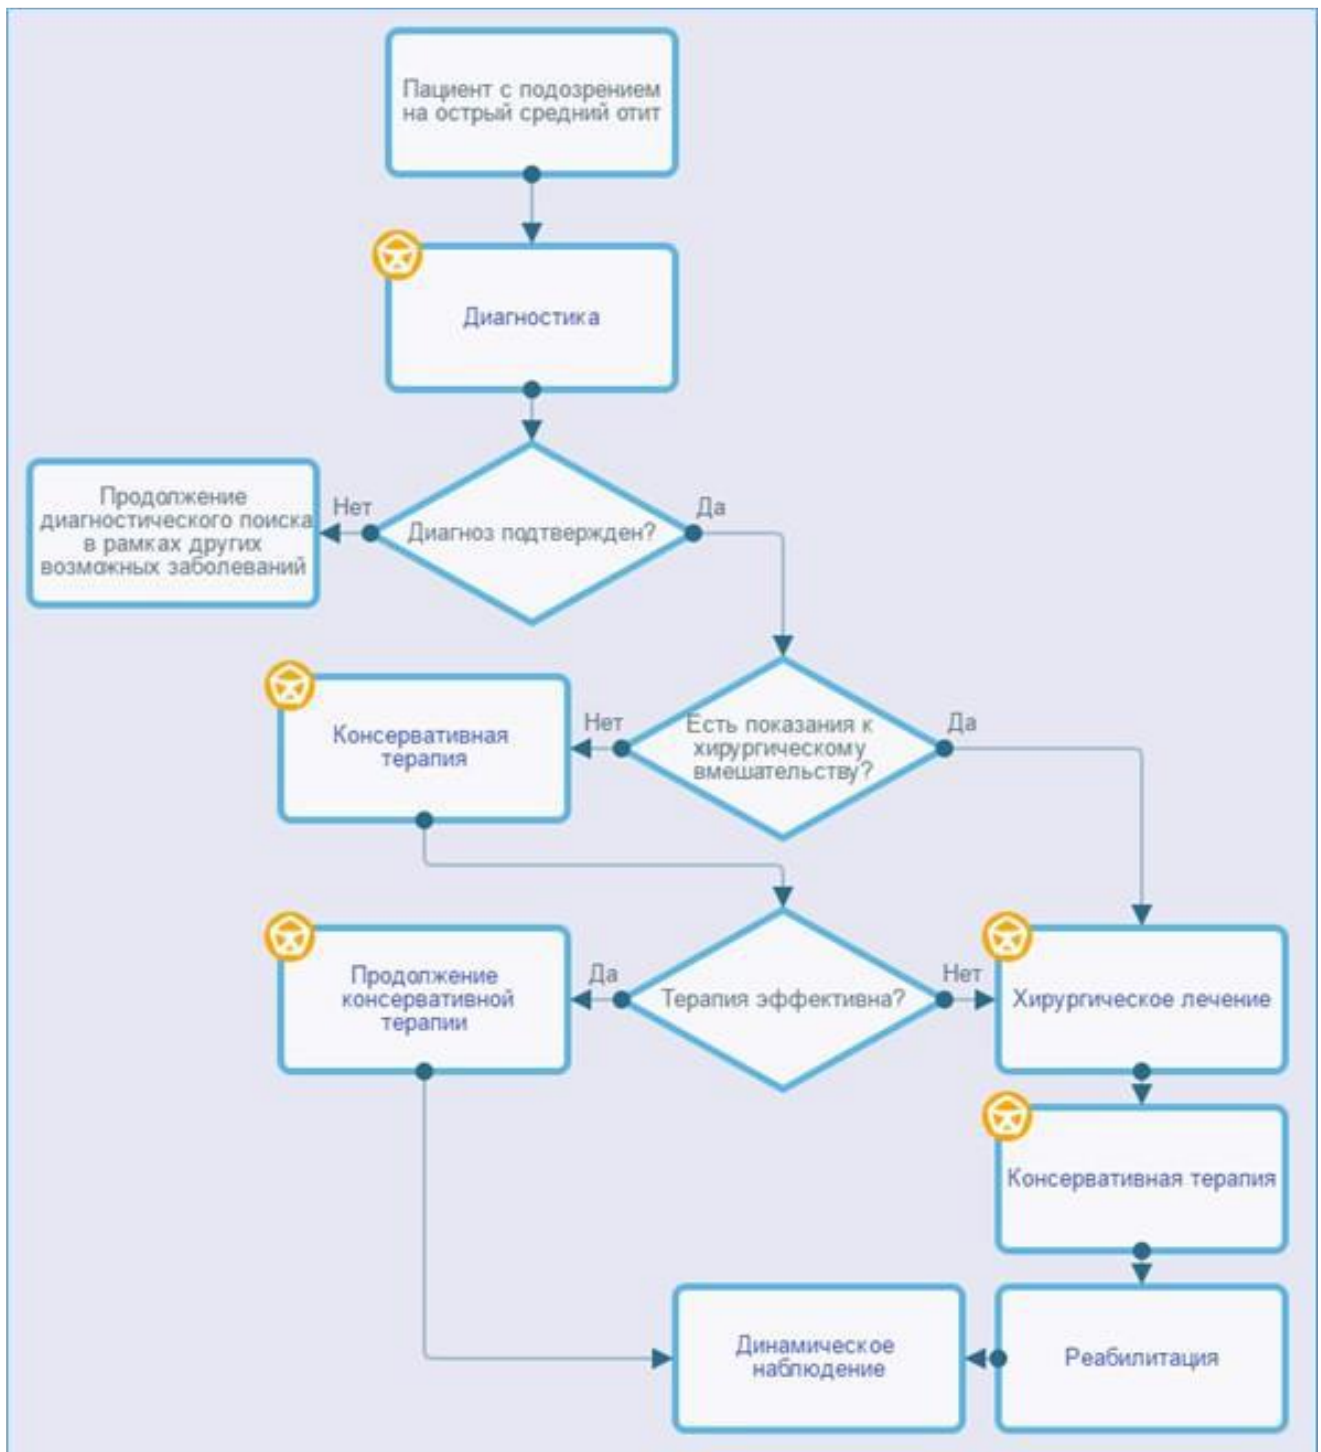 Пациент с подозрением
на острый средний отит
Диагностика
Диагноз подтвержден?
Нет
Да
Продолжение
диагностического поиска
в рамках других
возможных заболеваний
Есть показания к
хирургическому
вмешательству?
Нет
Да
Консервативная
терапия
Терапия эффективна?
Да
Нет
Продолжение
консервативной
терапии
Хирургическое лечение
Консервативная терапия
Динамическое
наблюдение
Реабилитация